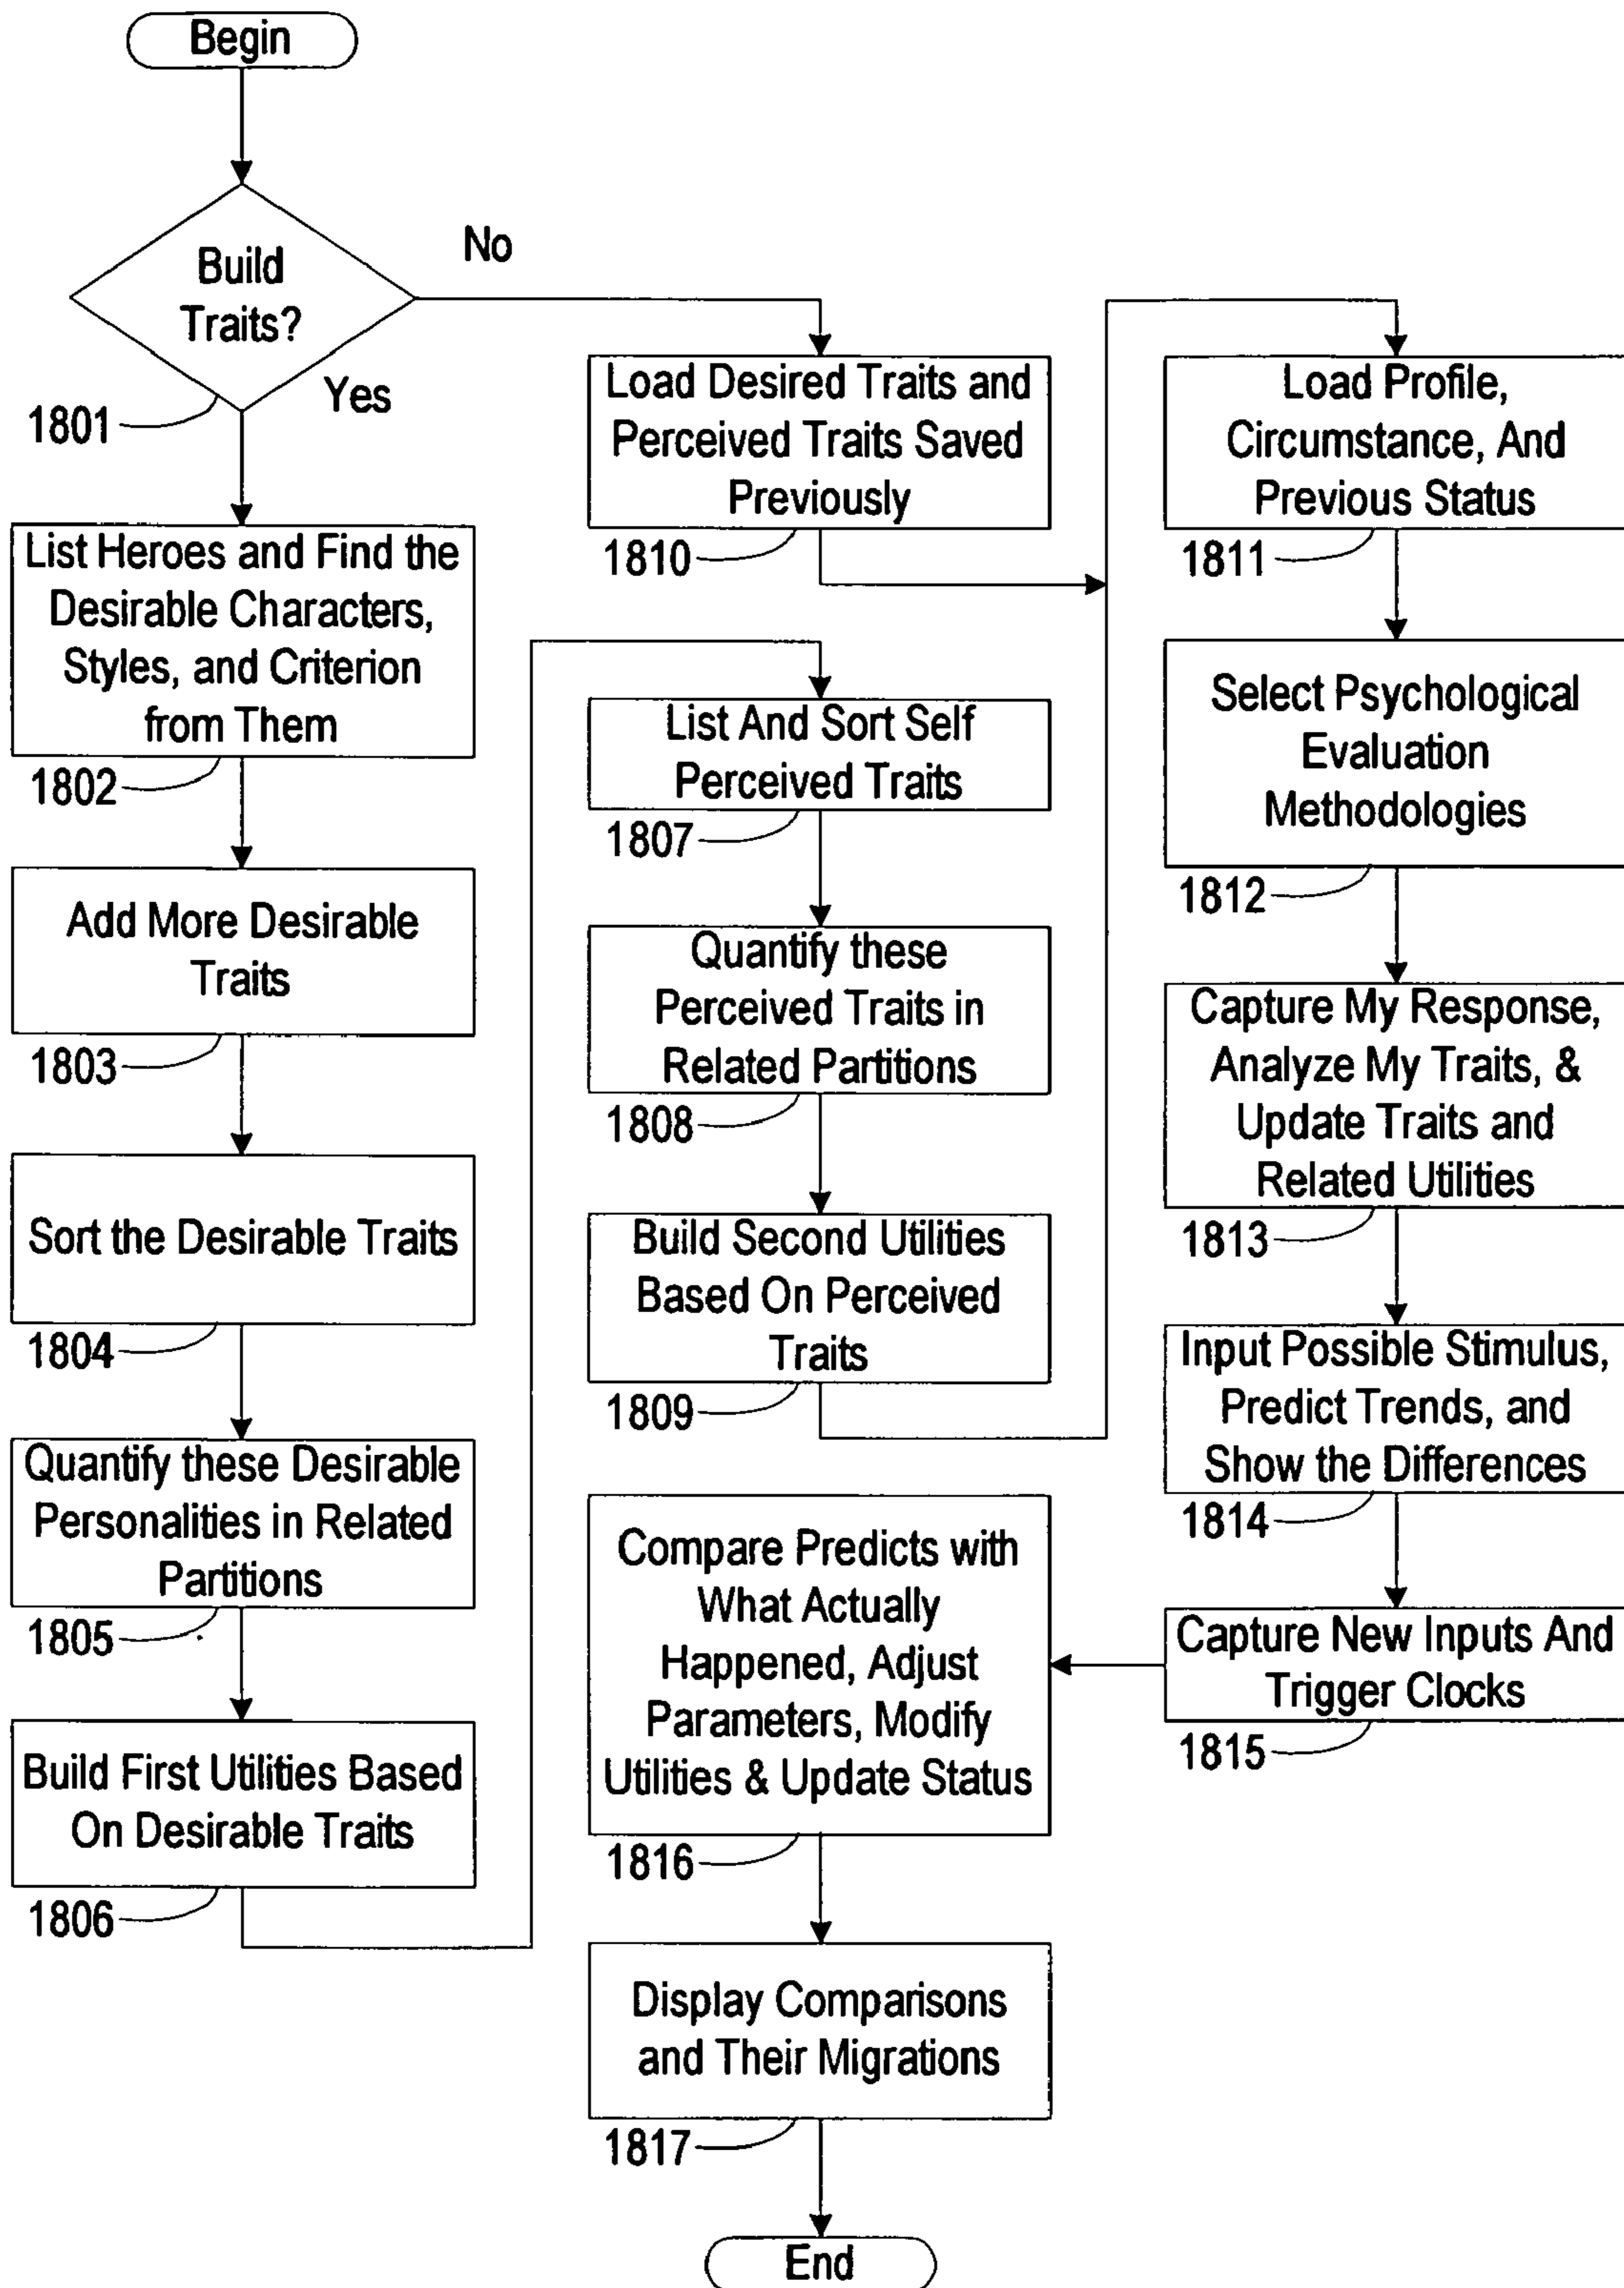 Begin
Build
Traits?
No
Yes
1801
List Heroes and Find the
Desirable Characters,
Styles, and Criterion
from Them
1802
Add More Desirable
Traits
1803
Sort the Desirable Traits
1804
Quantify these Desirable
Personalities in Related
Partitions
1805
Build First Utilities Based
On Desirable Traits
1806
Load Desired Traits and
Perceived Traits Saved
Previously
1810
List And Sort Self
Perceived Traits
1807
Quantify these
Perceived Traits in
Related Partitions
1808
Build Second Utilities
Based On Perceived
Traits
1809
Compare Predicts with
What Actually
Happened, Adjust
Parameters, Modify
Utilities & Update Status
1816
Display Comparisons
and Their Migrations
1817
End
Load Profile,
Circumstance, And
Previous Status
1811
Select Psychological
Evaluation
Methodologies
1812
Capture My Response,
Analyze My Traits, &
Update Traits and
Related Utilities
1813
Input Possible Stimulus,
Predict Trends, and
Show the Differences
1814
Capture New Inputs And
Trigger Clocks
1815